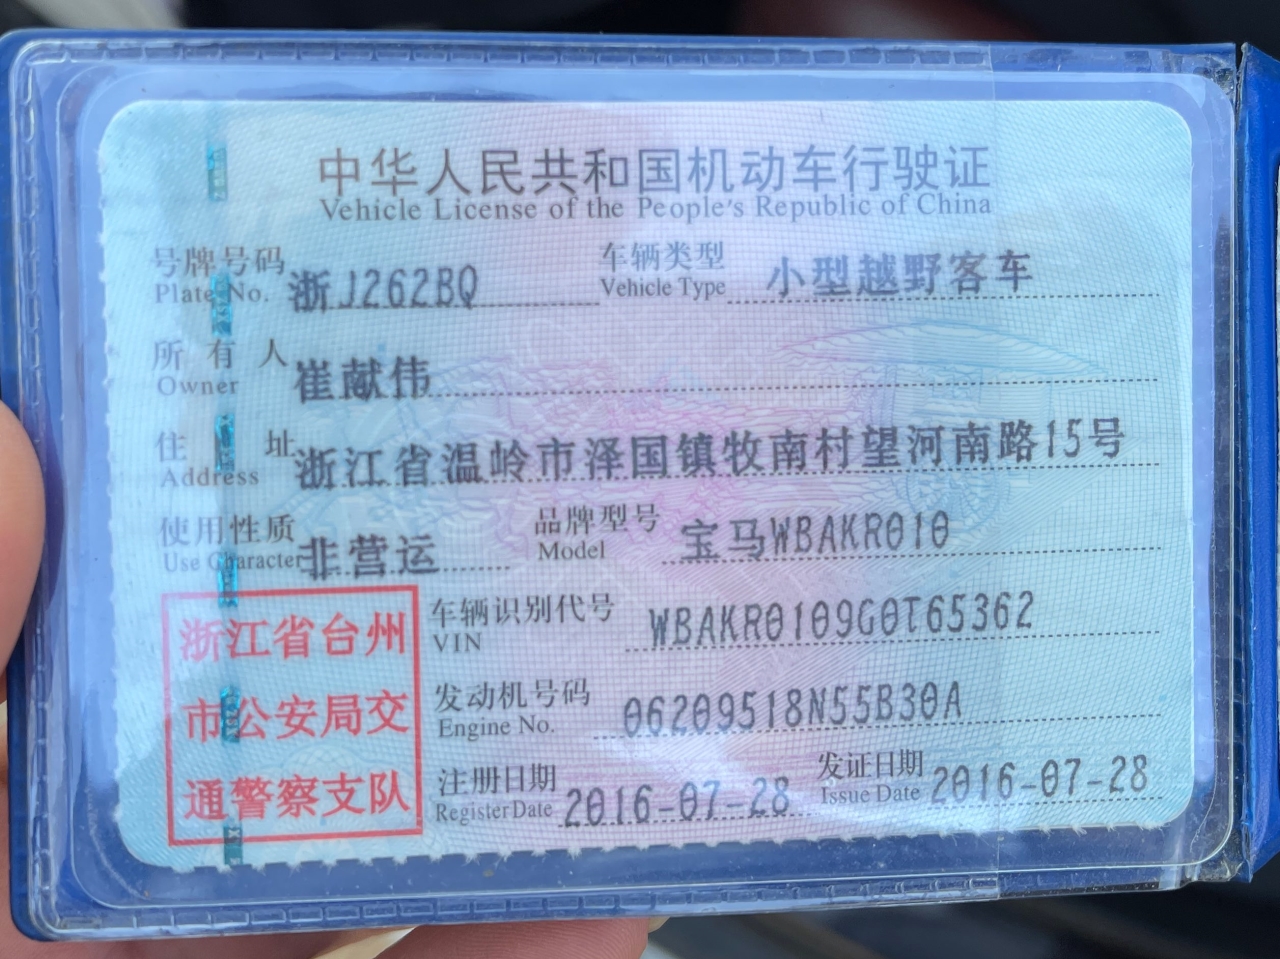 中华人民共和国机动车行驶证
Vehicle License of the People's Republic of China
号牌号码 浙J262BQ 车辆类型 小型越野客车
Plate No. Vehicle Type
所有人 崔献伟
Owner
住址 浙江省温岭市泽国镇牧南村望河南路15号
Address
使用性质 非营运 品牌型号 宝马WBAKR010
Use Character Model
浙江省台州
市公安局交
通警察支队
车辆识别代号 WBAKR0109G0T65362
VIN
发动机号码 06209518N55B30A
Engine No.
注册日期 2016-07-28 发证日期 2016-07-28
Register Date Issue Date